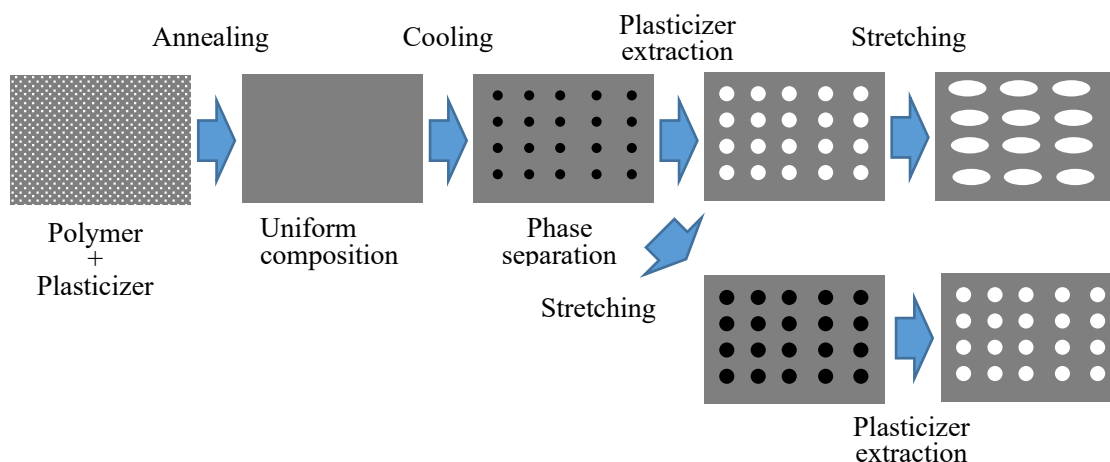 Annealing
Cooling
Plasticizer
extraction
Stretching
Polymer
+
Plasticizer
Uniform
composition
Phase
separation
Stretching
Plasticizer
extraction